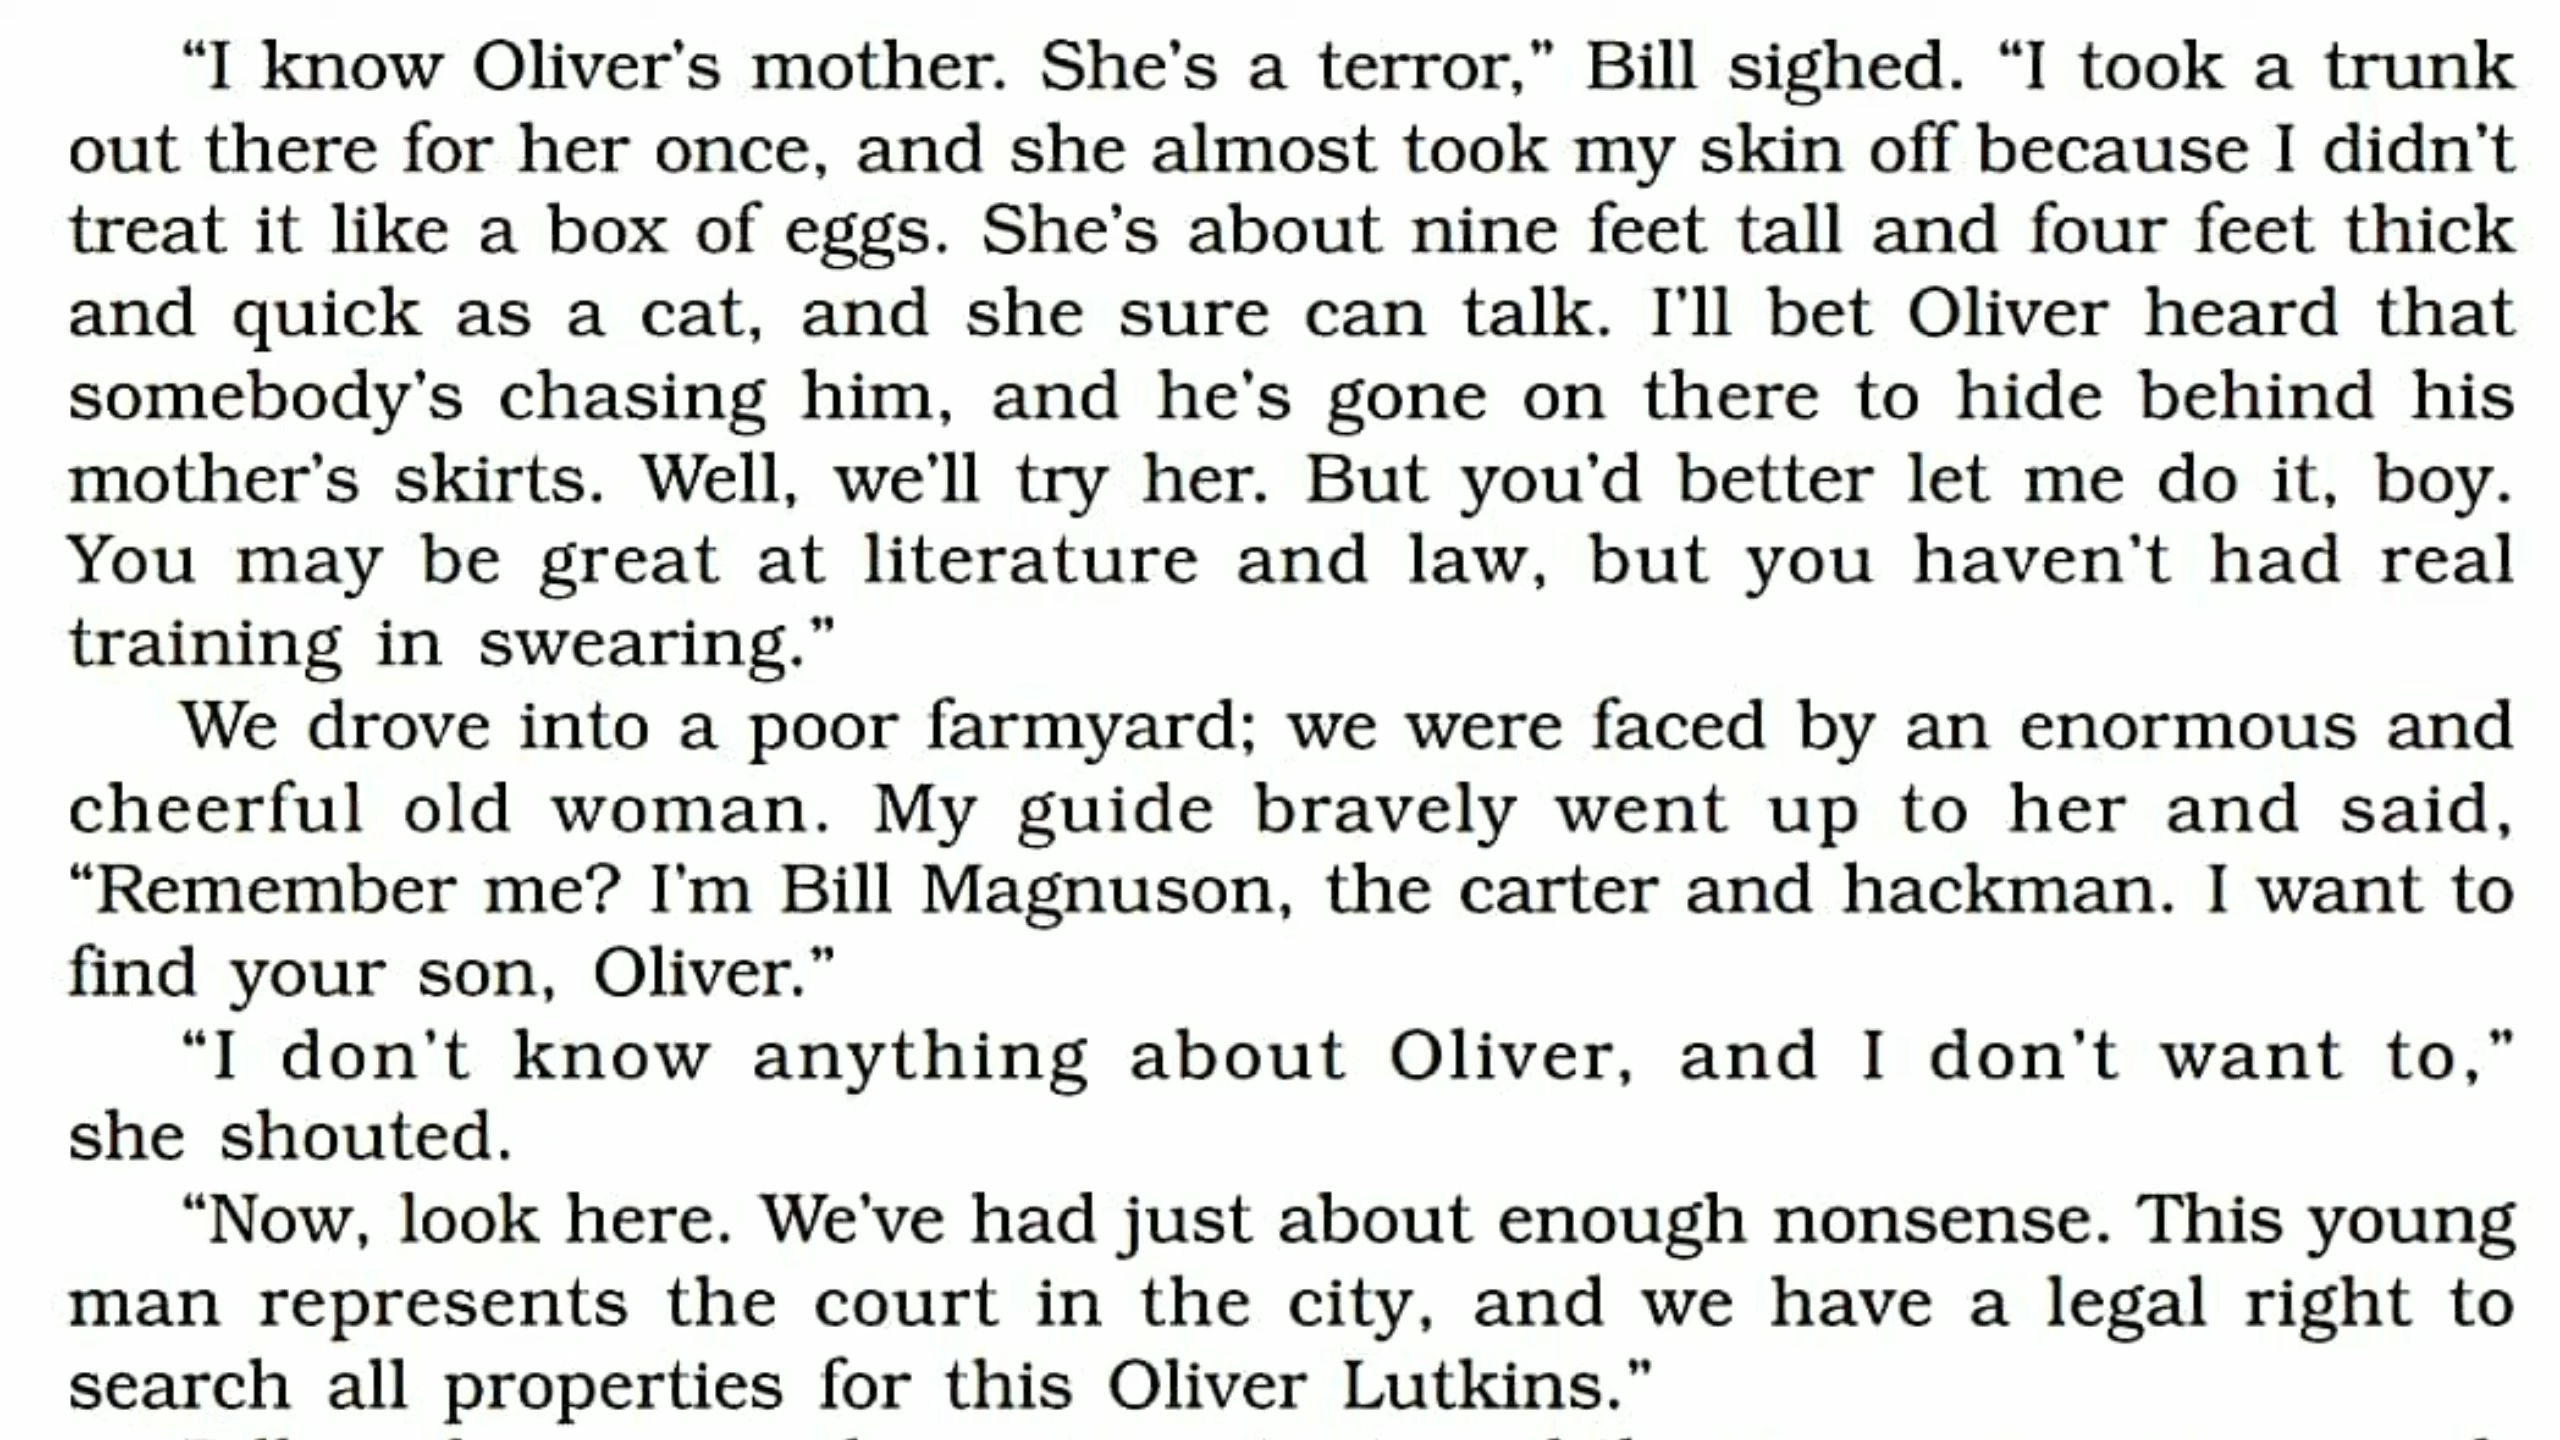 “I know Oliver’s mother. She’s a terror,” Bill sighed. “I took a trunk
out there for her once, and she almost took my skin off because I didn’t
treat it like a box of eggs. She’s about nine feet tall and four feet thick
and quick as a cat, and she sure can talk. I’ll bet Oliver heard that
somebody’s chasing him, and he’s gone on there to hide behind his
mother’s skirts. Well, we’ll try her. But you’d better let me do it, boy.
You may be great at literature and law, but you haven’t had real
training in swearing.”
We drove into a poor farmyard; we were faced by an enormous and
cheerful old woman. My guide bravely went up to her and said,
“Remember me? I’m Bill Magnuson, the carter and hackman. I want to
find your son, Oliver.”
“I don’t know anything about Oliver, and I don’t want to,”
she shouted.
“Now, look here. We’ve had just about enough nonsense. This young
man represents the court in the city, and we have a legal right to
search all properties for this Oliver Lutkins.”